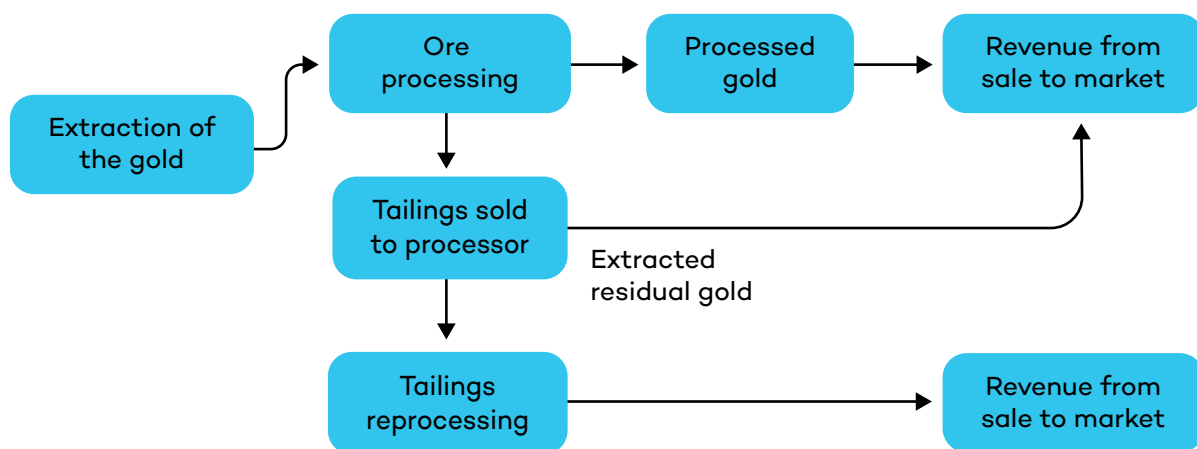 Extraction of
the gold
Ore
processing
Processed
gold
Revenue from
sale to market
Tailings sold
to processor
Extracted
residual gold
Tailings
reprocessing
Revenue from
sale to market